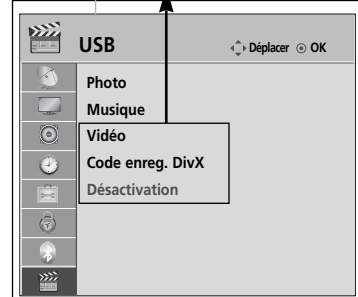 USB
Déplacer OK
Photo
Musique
Vidéo
Code enreg. DivX
Désactivation